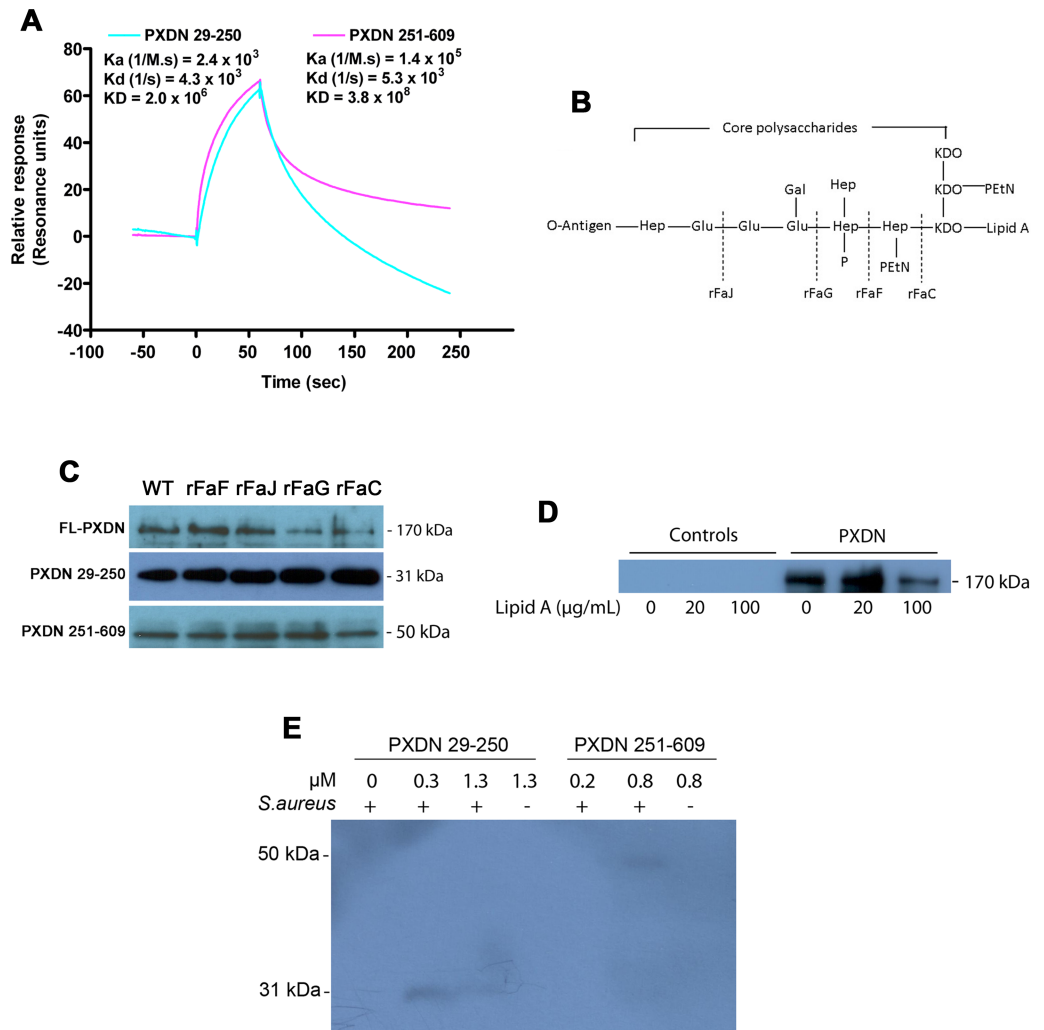 A
PXDN 29-250
Ka (1/M.s) = 2.4 x 10³
Kd (1/s) = 4.3 x 10³
KD = 2.0 x 10⁶
PXDN 251-609
Ka (1/M.s) = 1.4 x 10⁵
Kd (1/s) = 5.3 x 10³
KD = 3.8 x 10⁸
Relative response
(Resonance units)
80
60
40
20
0
-20
-40
-100 -50 0 50 100 150 200 250
Time (sec)
B
Core polysaccharides
KDO
Gal Hep KDO PEtN
O-Antigen Hep Glu Glu Glu Hep Hep KDO Lipid A
P PEtN
rFaJ rFaG rFaF rFaC
C
WT rFaF rFaJ rFaG rFaC
FL-PXDN - 170 kDa
PXDN 29-250 - 31 kDa
PXDN 251-609 - 50 kDa
D
Controls PXDN
- 170 kDa
Lipid A (µg/mL) 0 20 100 0 20 100
E
PXDN 29-250 PXDN 251-609
µM 0 0.3 1.3 1.3 0.2 0.8 0.8
S.aureus + + + - + + -
50 kDa -
31 kDa -